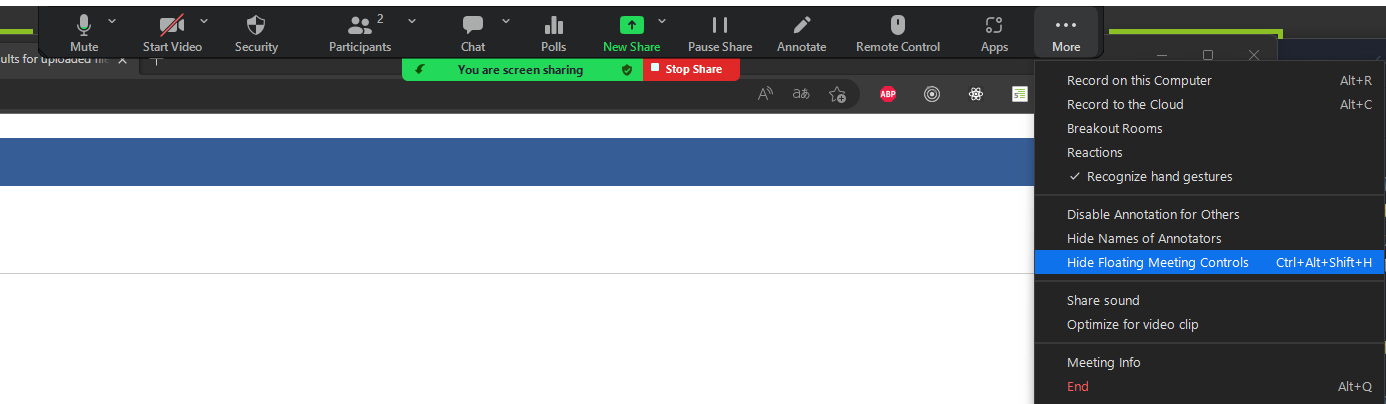 2
Mute
Start Video
Security
Participants
Chat
Polls
New Share
Pause Share
Annotate
Remote Control
Apps
More
ults for uploaded file
You are screen sharing
Stop Share
A
aあ
ABP
Record on this Computer Alt+R
Record to the Cloud Alt+C
Breakout Rooms
Reactions
Recognize hand gestures
Disable Annotation for Others
Hide Names of Annotators
Hide Floating Meeting Controls Ctrl+Alt+Shift+H
Share sound
Optimize for video clip
Meeting Info
End Alt+Q